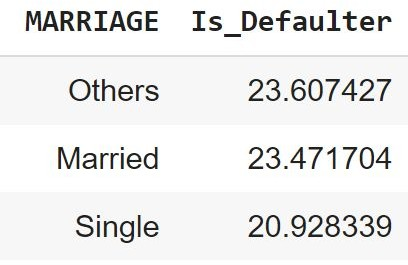 MARRIAGE Is_Defaulter
Others 23.607427
Married 23.471704
Single 20.928339